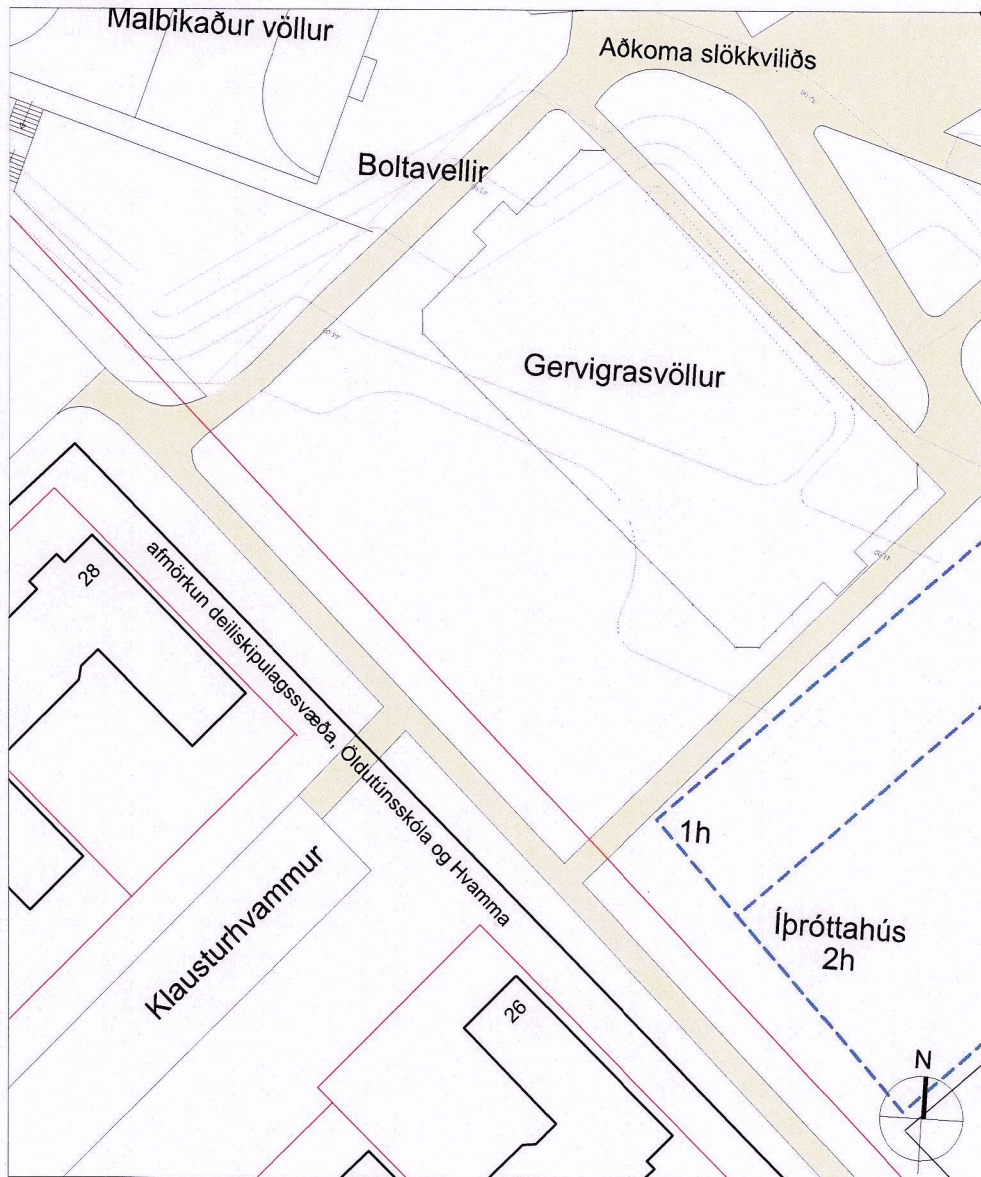 Malbikaður völlur
Aðkoma slökkviliðs
Boltavellir
Gervigrasvöllur
28
afmörkun deiliskipulagssvæða, Öldutúnsskóla og Hvamma
1h
Íþróttahús
2h
Klausturhvammur
26
N